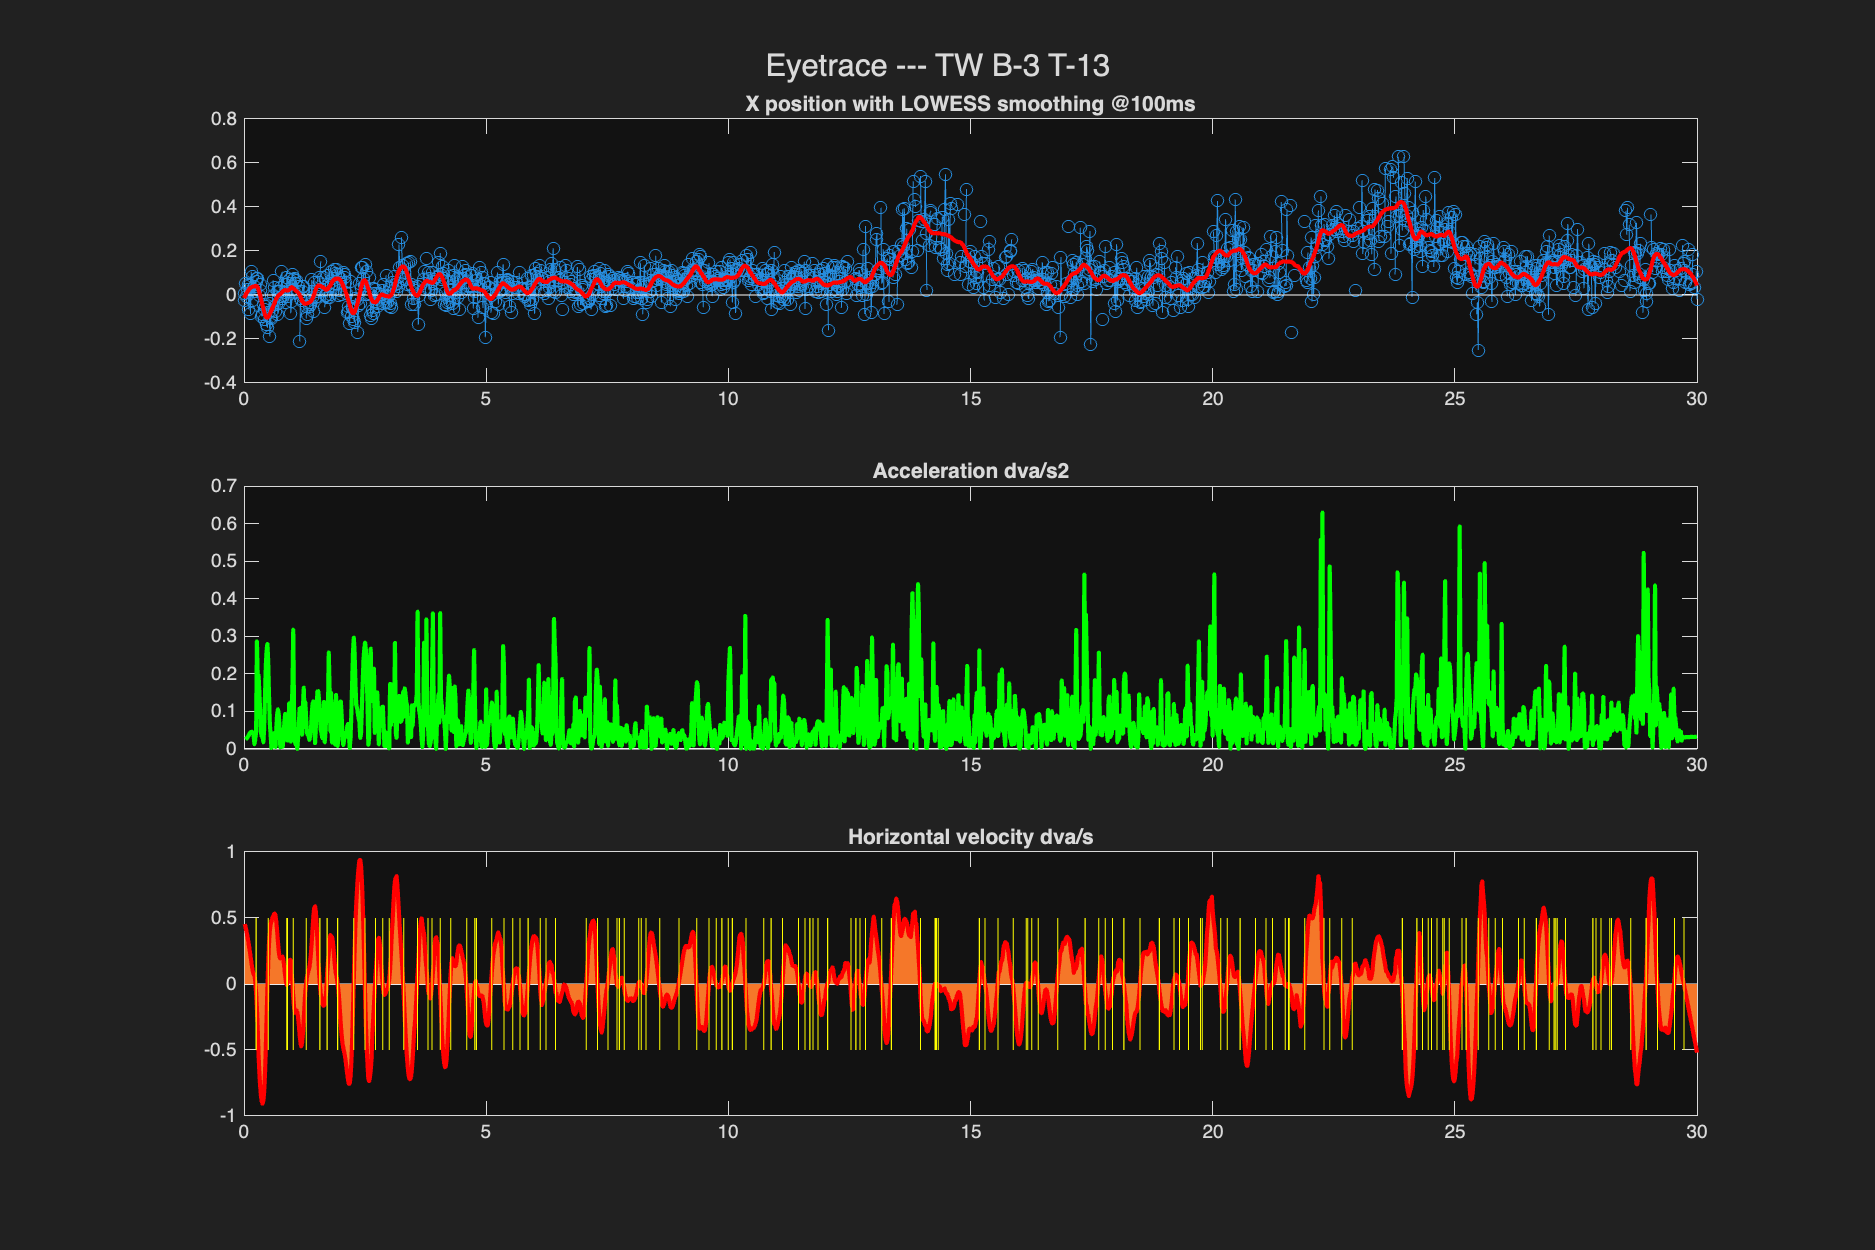 Eyetrace --- TW B-3 T-13
X position with LOWESS smoothing @100ms
0.8
0.6
0.4
0.2
0
-0.2
-0.4
0 5 10 15 20 25 30
Acceleration dva/s2
0.7
0.6
0.5
0.4
0.3
0.2
0.1
0
0 5 10 15 20 25 30
Horizontal velocity dva/s
1
0.5
0
-0.5
-1
0 5 10 15 20 25 30